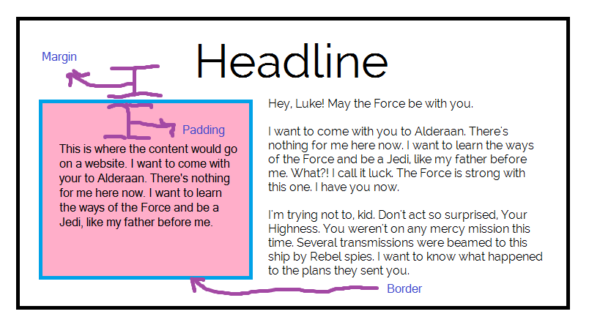 Headline
Margin
Padding
This is where the content would go
on a website. I want to come with
your to Alderaan. There's nothing
for me here now. I want to learn
the ways of the Force and be a
Jedi, like my father before me.
Hey, Luke! May the Force be with you.
I want to come with you to Alderaan. There's
nothing for me here now. I want to learn the ways
of the Force and be a Jedi, like my father before
me. What?! I call it luck. The Force is strong with
this one. I have you now.
I'm trying not to, kid. Don't act so surprised, Your
Highness. You weren't on any mercy mission this
time. Several transmissions were beamed to this
ship by Rebel spies. I want to know what happened
to the plans they sent you.
Border